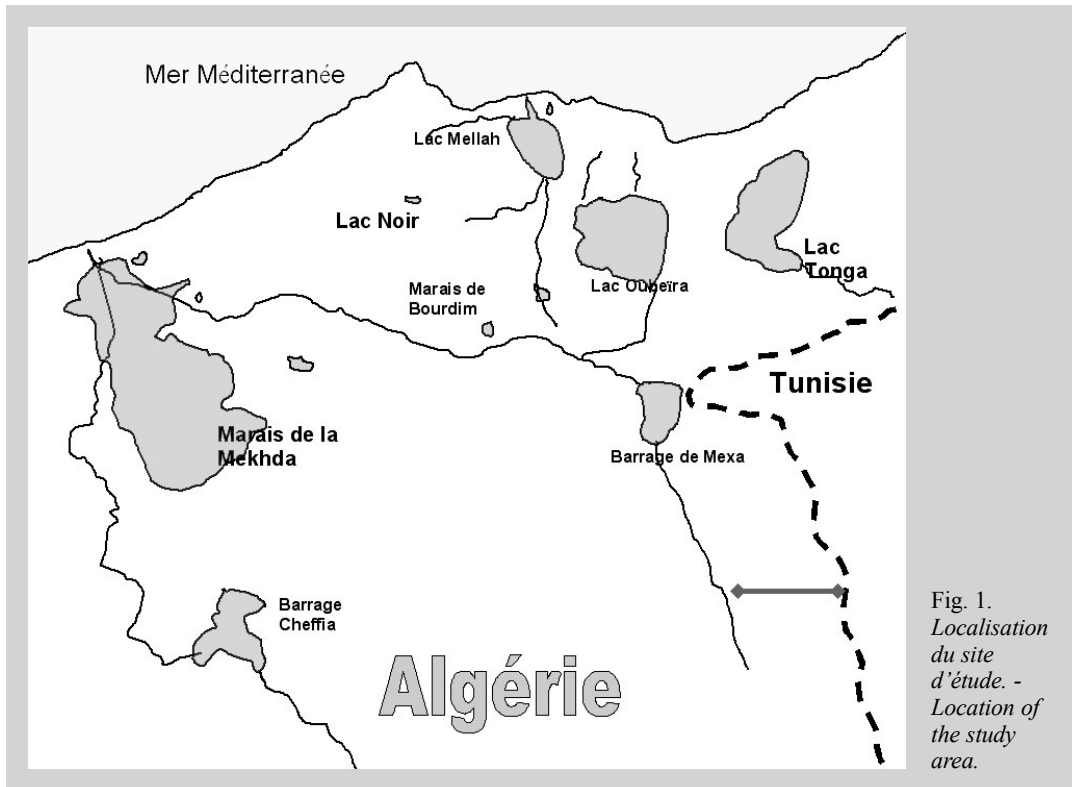 Mer Méditerranée
Lac Mellah
Lac Noir
Lac
Tonga
Marais de
Bourdim
Lac Oubeïra
Tunisie
Marais de la
Mekhda
Barrage de Mexa
Barrage
Cheffia
Algérie
Fig. 1.
Localisation
du site
d’étude. -
Location of
the study
area.